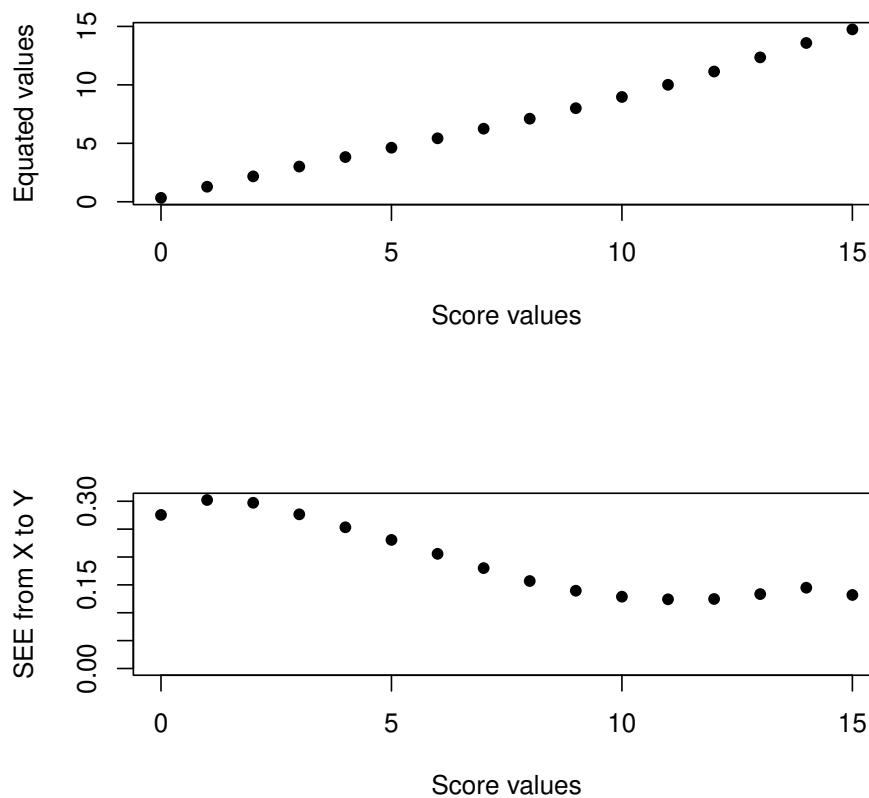 15
10
5
0
Equated values
0 5 10 15
Score values
0.30
0.15
0.00
SEE from X to Y
0 5 10 15
Score values